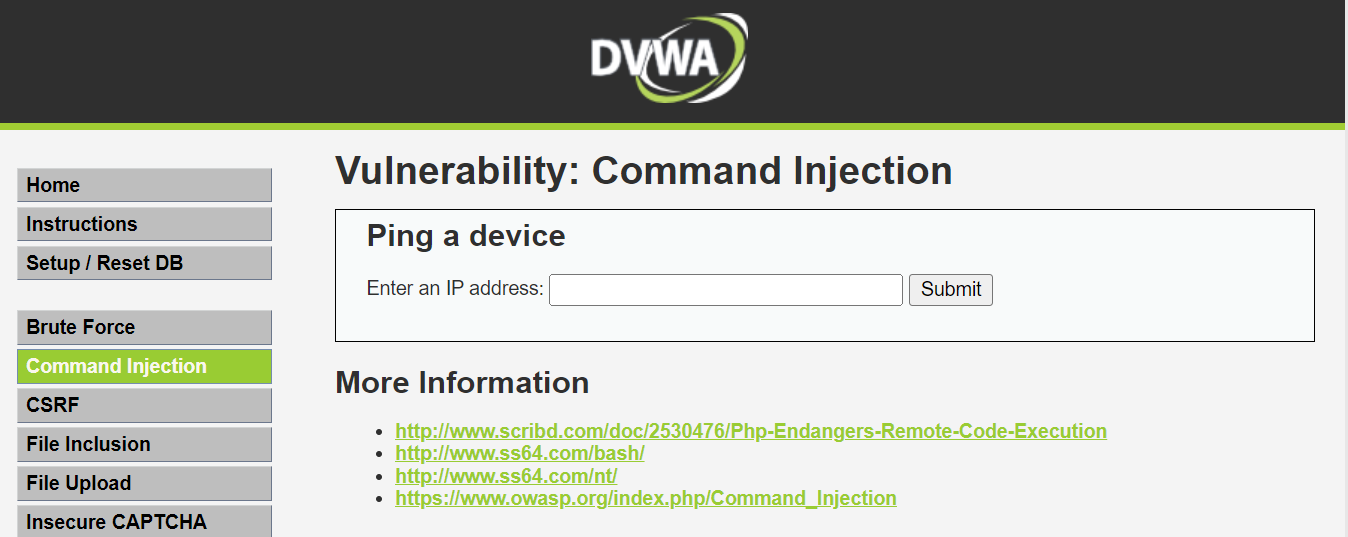 DVWA
Home
Instructions
Setup / Reset DB
Brute Force
Command Injection
CSRF
File Inclusion
File Upload
Insecure CAPTCHA
Vulnerability: Command Injection
Ping a device
Enter an IP address: Submit
More Information
http://www.scribd.com/doc/2530476/Php-Endangers-Remote-Code-Execution
http://www.ss64.com/bash/
http://www.ss64.com/nt/
https://www.owasp.org/index.php/Command_Injection